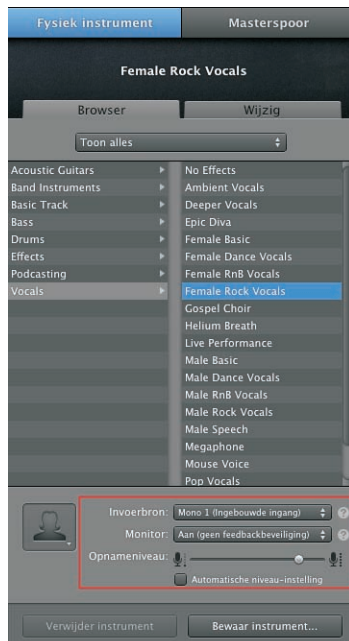 Fysiek instrument Masterspoor
Female Rock Vocals
Browser Wijzig
Toon alles
Acoustic Guitars
Band Instruments
Basic Track
Bass
Drums
Effects
Podcasting
Vocals
No Effects
Ambient Vocals
Deeper Vocals
Epic Diva
Female Basic
Female Dance Vocals
Female RnB Vocals
Female Rock Vocals
Gospel Choir
Helium Breath
Live Performance
Male Basic
Male Dance Vocals
Male RnB Vocals
Male Rock Vocals
Male Speech
Megaphone
Mouse Voice
Pop Vocals
Invoerbron: Mono 1 (Ingebouwde ingang) ?
Monitor: Aan (geen feedbackbeveiliging) ?
Opnameniveau:
Automatische niveau-instelling
Verwijder instrument Bewaar instrument...